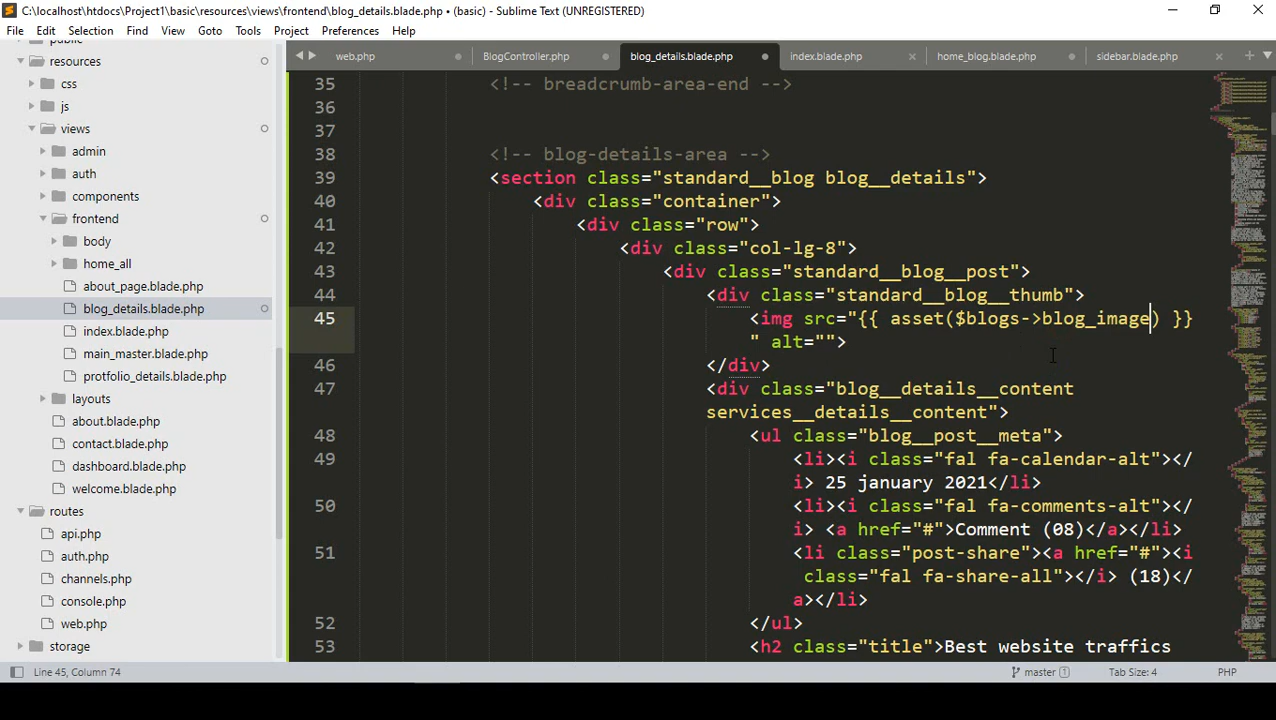 C:\localhost\htdocs\Project1\basic\resources\views\frontend\blog_details.blade.php • (basic) - Sublime Text (UNREGISTERED)
File Edit Selection Find View Goto Tools Project Preferences Help
web.php BlogController.php blog_details.blade.php index.blade.php home_blog.blade.php sidebar.blade.php
resources
css
js
views
admin
auth
components
frontend
body
home_all
about_page.blade.php
blog_details.blade.php
index.blade.php
main_master.blade.php
protfolio_details.blade.php
layouts
about.blade.php
contact.blade.php
dashboard.blade.php
welcome.blade.php
routes
api.php
auth.php
channels.php
console.php
web.php
storage
35 <!-- breadcrumb-area-end -->
36
37
38 <!-- blog-details-area -->
39 <section class="standard__blog blog__details">
40 <div class="container">
41 <div class="row">
42 <div class="col-lg-8">
43 <div class="standard__blog__post">
44 <div class="standard__blog__thumb">
45 <img src="{{ asset($blogs->blog_image) }}
" alt="">
46 </div>
47 <div class="blog__details__content
services__details__content">
48 <ul class="blog__post__meta">
49 <li><i class="fal fa-calendar-alt"></
i> 25 january 2021</li>
50 <li><i class="fal fa-comments-alt"></
i> <a href="#">Comment (08)</a></li>
51 <li class="post-share"><a href="#"><i
class="fal fa-share-all"></i> (18)</
a></li>
52 </ul>
53 <h2 class="title">Best website traffics
Line 45, Column 74 master 1 Tab Size: 4 PHP